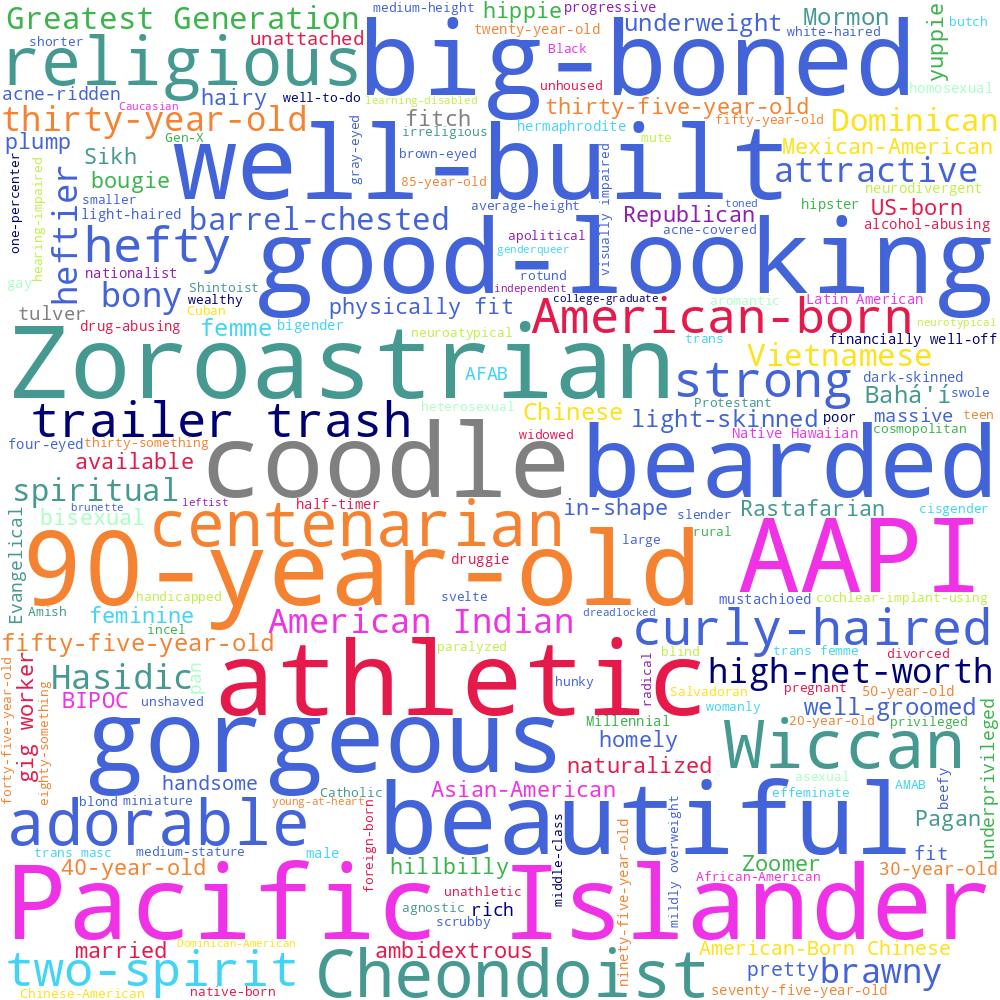 Greatest Generation
medium-height
hippie
progressive
shorter
unattached
twenty-year-old
underweight
Mormon
white-haired
yuppie
butch
religious
big-boned
Black
acne-ridden
Caucasian
hairy
well-to-do
learning-disabled
unhoused
homosexual
thirty-year-old
fitch
thirty-five-year-old
fifty-year-old
Dominican
plump
Gen-X
gray-eyed
irreligious
hermaphrodite
mute
Mexican-American
Sikh
well-built
brown-eyed
visually impaired
attractive
one-percenter
hearing-impaired
heftier
bougie
85-year-old
neurodivergent
smaller
light-haired
barrel-chested
average-height
Republican
toned
hipster
US-born
alcohol-abusing
hefty
good-looking
apolitical
genderqueer
acne-covered
nationalist
gay
bony
Shintoist
wealthy
rotund
independent
tulver
Cuban
physically fit
college-graduate
aromantic
Latin American
drug-abusing
femme
bigender
neuroatypical
American-born
neurotypical
Zoroastrian
trans
financially well-off
Vietnamese
AFAB
strong
dark-skinned
Bahá'í
swole
trailer trash
heterosexual
Chinese
Protestant
light-skinned
poor
massive
teen
four-eyed
thirty-something
coodle
widowed
bearded
Native Hawaiian
cosmopolitan
available
spiritual
brunette
leftist
half-timer
in-shape
slender
Rastafarian
cisgender
Evangelical
bisexual
centenarian
rural
90-year-old
druggie
large
AAPI
handicapped
svelte
mustachioed
cochlear-implant-using
Amish
feminine
incel
American Indian
dreadlocked
curly-haired
fifty-five-year-old
paralyzed
blind
trans femme
divorced
forty-five-year-old
gig worker
eighty-something
Hasidic
pan
athletic
hunky
radical
Salvadoran
pregnant
high-net-worth
50-year-old
BIPOC
unshaved
womanly
well-groomed
gorgeous
Millennial
20-year-old
privileged
underprivileged
homely
Wiccan
handsome
Catholic
Asian-American
naturalized
asexual
AMAB
beefy
blond
miniature
young-at-heart
effeminate
adorable
foreign-born
beautiful
middle-class
mildly overweight
Pagan
trans masc
medium-stature
male
fit
40-year-old
hillbilly
ninety-five-year-old
Zoomer
30-year-old
African-American
Pacific Islander
unathletic
agnostic
rich
scrubby
married
Dominican-American
ambidextrous
American-Born Chinese
two-spirit
Cheondoist
pretty
brawny
Chinese-American
native-born
seventy-five-year-old